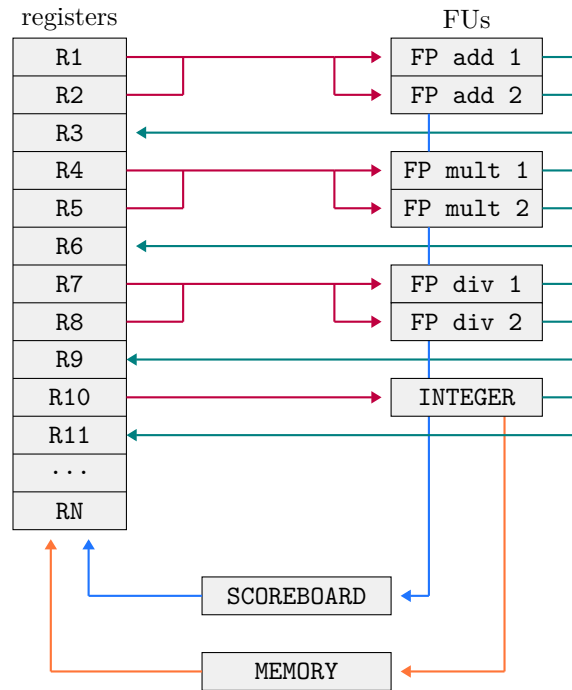 registers
R1
R2
R3
R4
R5
R6
R7
R8
R9
R10
R11
...
RN
FUs
FP add 1
FP add 2
FP mult 1
FP mult 2
FP div 1
FP div 2
INTEGER
SCOREBOARD
MEMORY